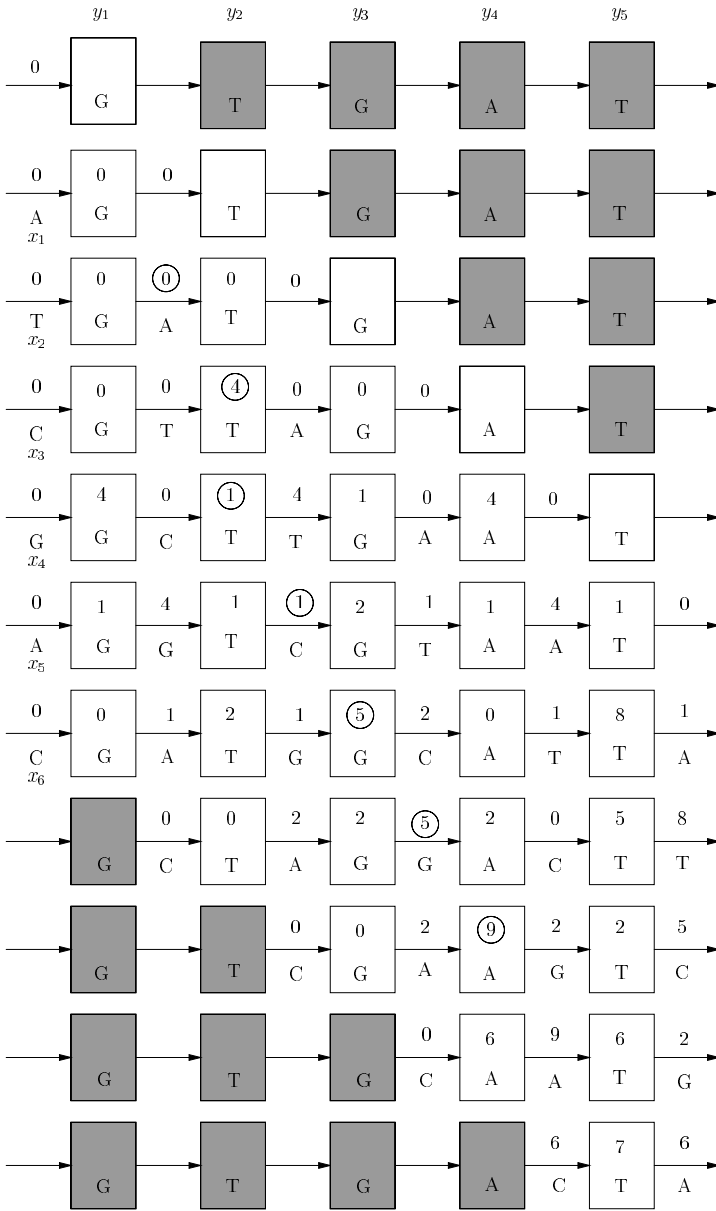 y1 y2 y3 y4 y5
0
G T G A T
0 0 0
A G T G A T
x1
0 0 0 0 0
T G A T G A T
x2
0 0 0 4 0 0 0
C G T T A G A T
x3
0 4 0 1 4 1 0 4 0
G G C T T G A A T
x4
0 1 4 1 1 2 1 1 4 1 0
A G G T C G T A A T
x5
0 0 1 2 1 5 2 0 1 8 1
C G A T G G C A T T A
x6
0 0 2 2 5 2 0 5 8
G C T A G G A C T T
0 0 2 9 2 2 5
G T C G A A G T C
0 6 9 6 2
G T G C A A T G
6 7 6
G T G A C T A